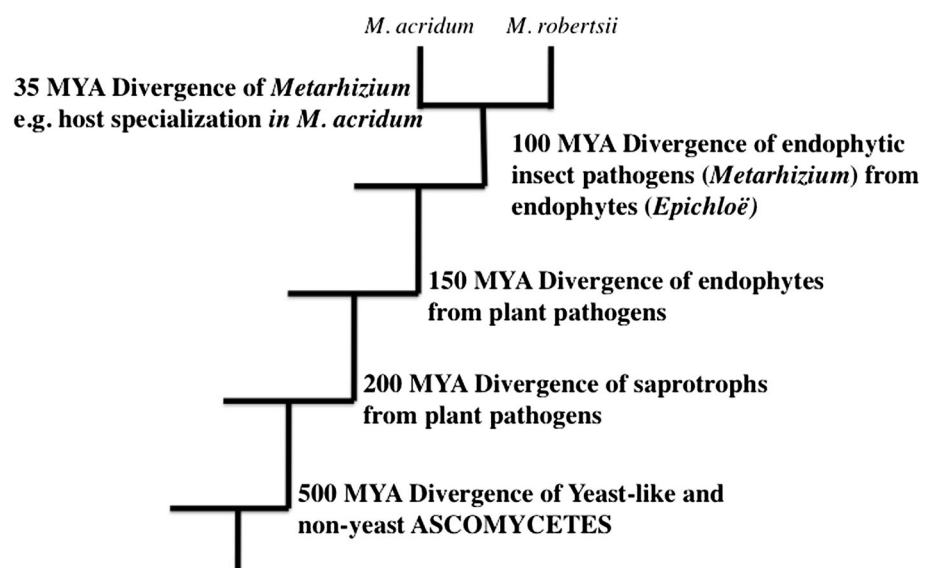 M. acridum M. robertsii
35 MYA Divergence of Metarhizium
e.g. host specialization in M. acridum
100 MYA Divergence of endophytic
insect pathogens (Metarhizium) from
endophytes (Epichloë)
150 MYA Divergence of endophytes
from plant pathogens
200 MYA Divergence of saprotrophs
from plant pathogens
500 MYA Divergence of Yeast-like and
non-yeast ASCOMYCETES